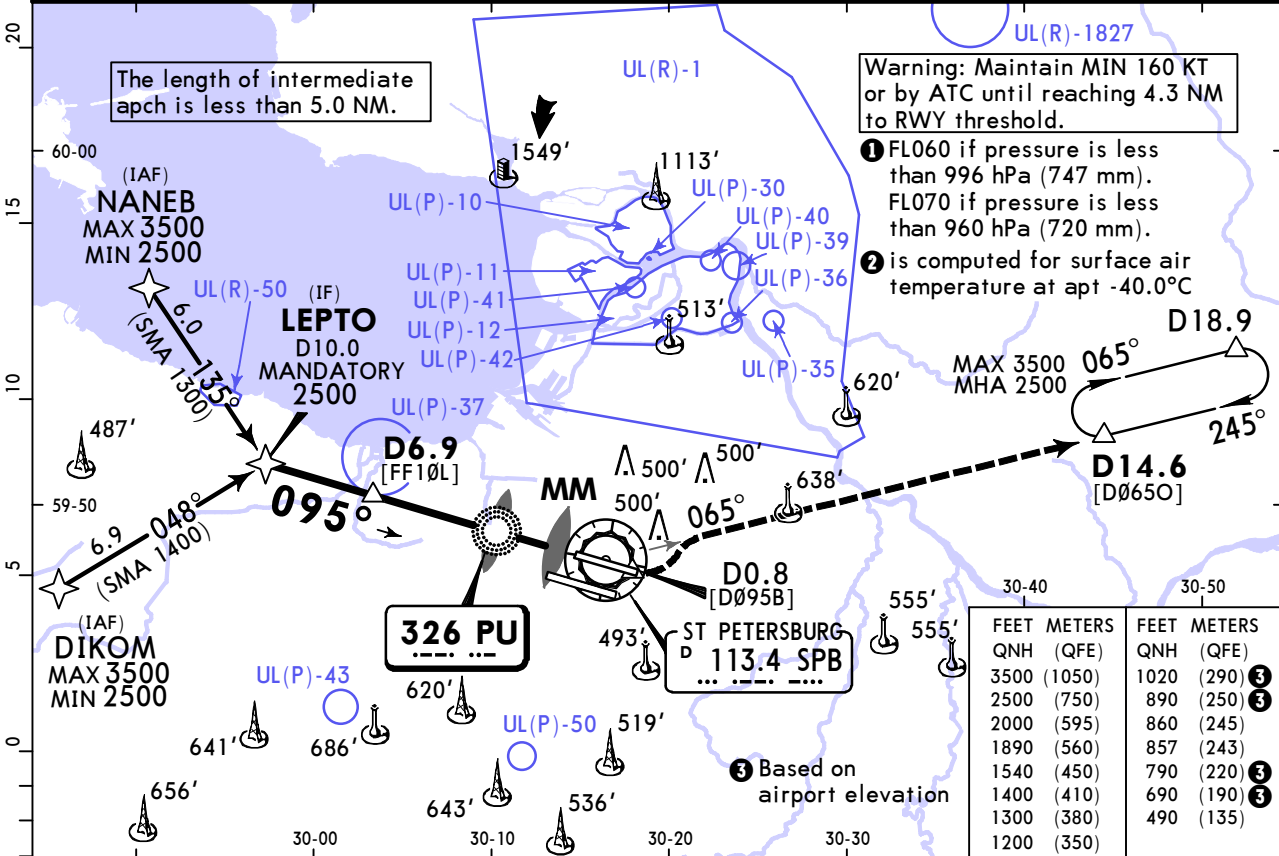 20
15
10
5
0
60-00
59-50
30-00
30-10
30-20
30-30
30-40
30-50
The length of intermediate
apch is less than 5.0 NM.
UL(R)-1
UL(R)-1827
Warning: Maintain MIN 160 KT
or by ATC until reaching 4.3 NM
to RWY threshold.
1 FL060 if pressure is less
than 996 hPa (747 mm).
FL070 if pressure is less
than 960 hPa (720 mm).
2 is computed for surface air
temperature at apt -40.0°C
1549'
1113'
(IAF)
NANEB
MAX 3500
MIN 2500
UL(P)-10
UL(P)-30
UL(P)-40
UL(P)-39
UL(P)-36
UL(P)-11
UL(P)-41
UL(P)-12
UL(P)-42
UL(P)-35
513'
UL(R)-50
6.0
135°
(SMA 1300)
(IF)
LEPTO
D10.0
MANDATORY
2500
UL(P)-37
D6.9
[FF10L]
487'
620'
D18.9
MAX 3500
MHA 2500
065°
245°
D14.6
[DØ65O]
095°
MM
500'
500'
500'
638'
065°
6.9
048°
(SMA 1400)
(IAF)
DIKOM
MAX 3500
MIN 2500
326 PU
D0.8
[DØ95B]
ST PETERSBURG
D 113.4 SPB
493'
555'
555'
UL(P)-43
620'
UL(P)-50
519'
641'
686'
656'
643'
536'
3 Based on
airport elevation
FEET METERS FEET METERS
QNH (QFE) QNH (QFE)
3500 (1050) 1020 (290) 3
2500 (750) 890 (250) 3
2000 (595) 860 (245)
1890 (560) 857 (243)
1540 (450) 790 (220) 3
1400 (410) 690 (190) 3
1300 (380) 490 (135)
1200 (350)